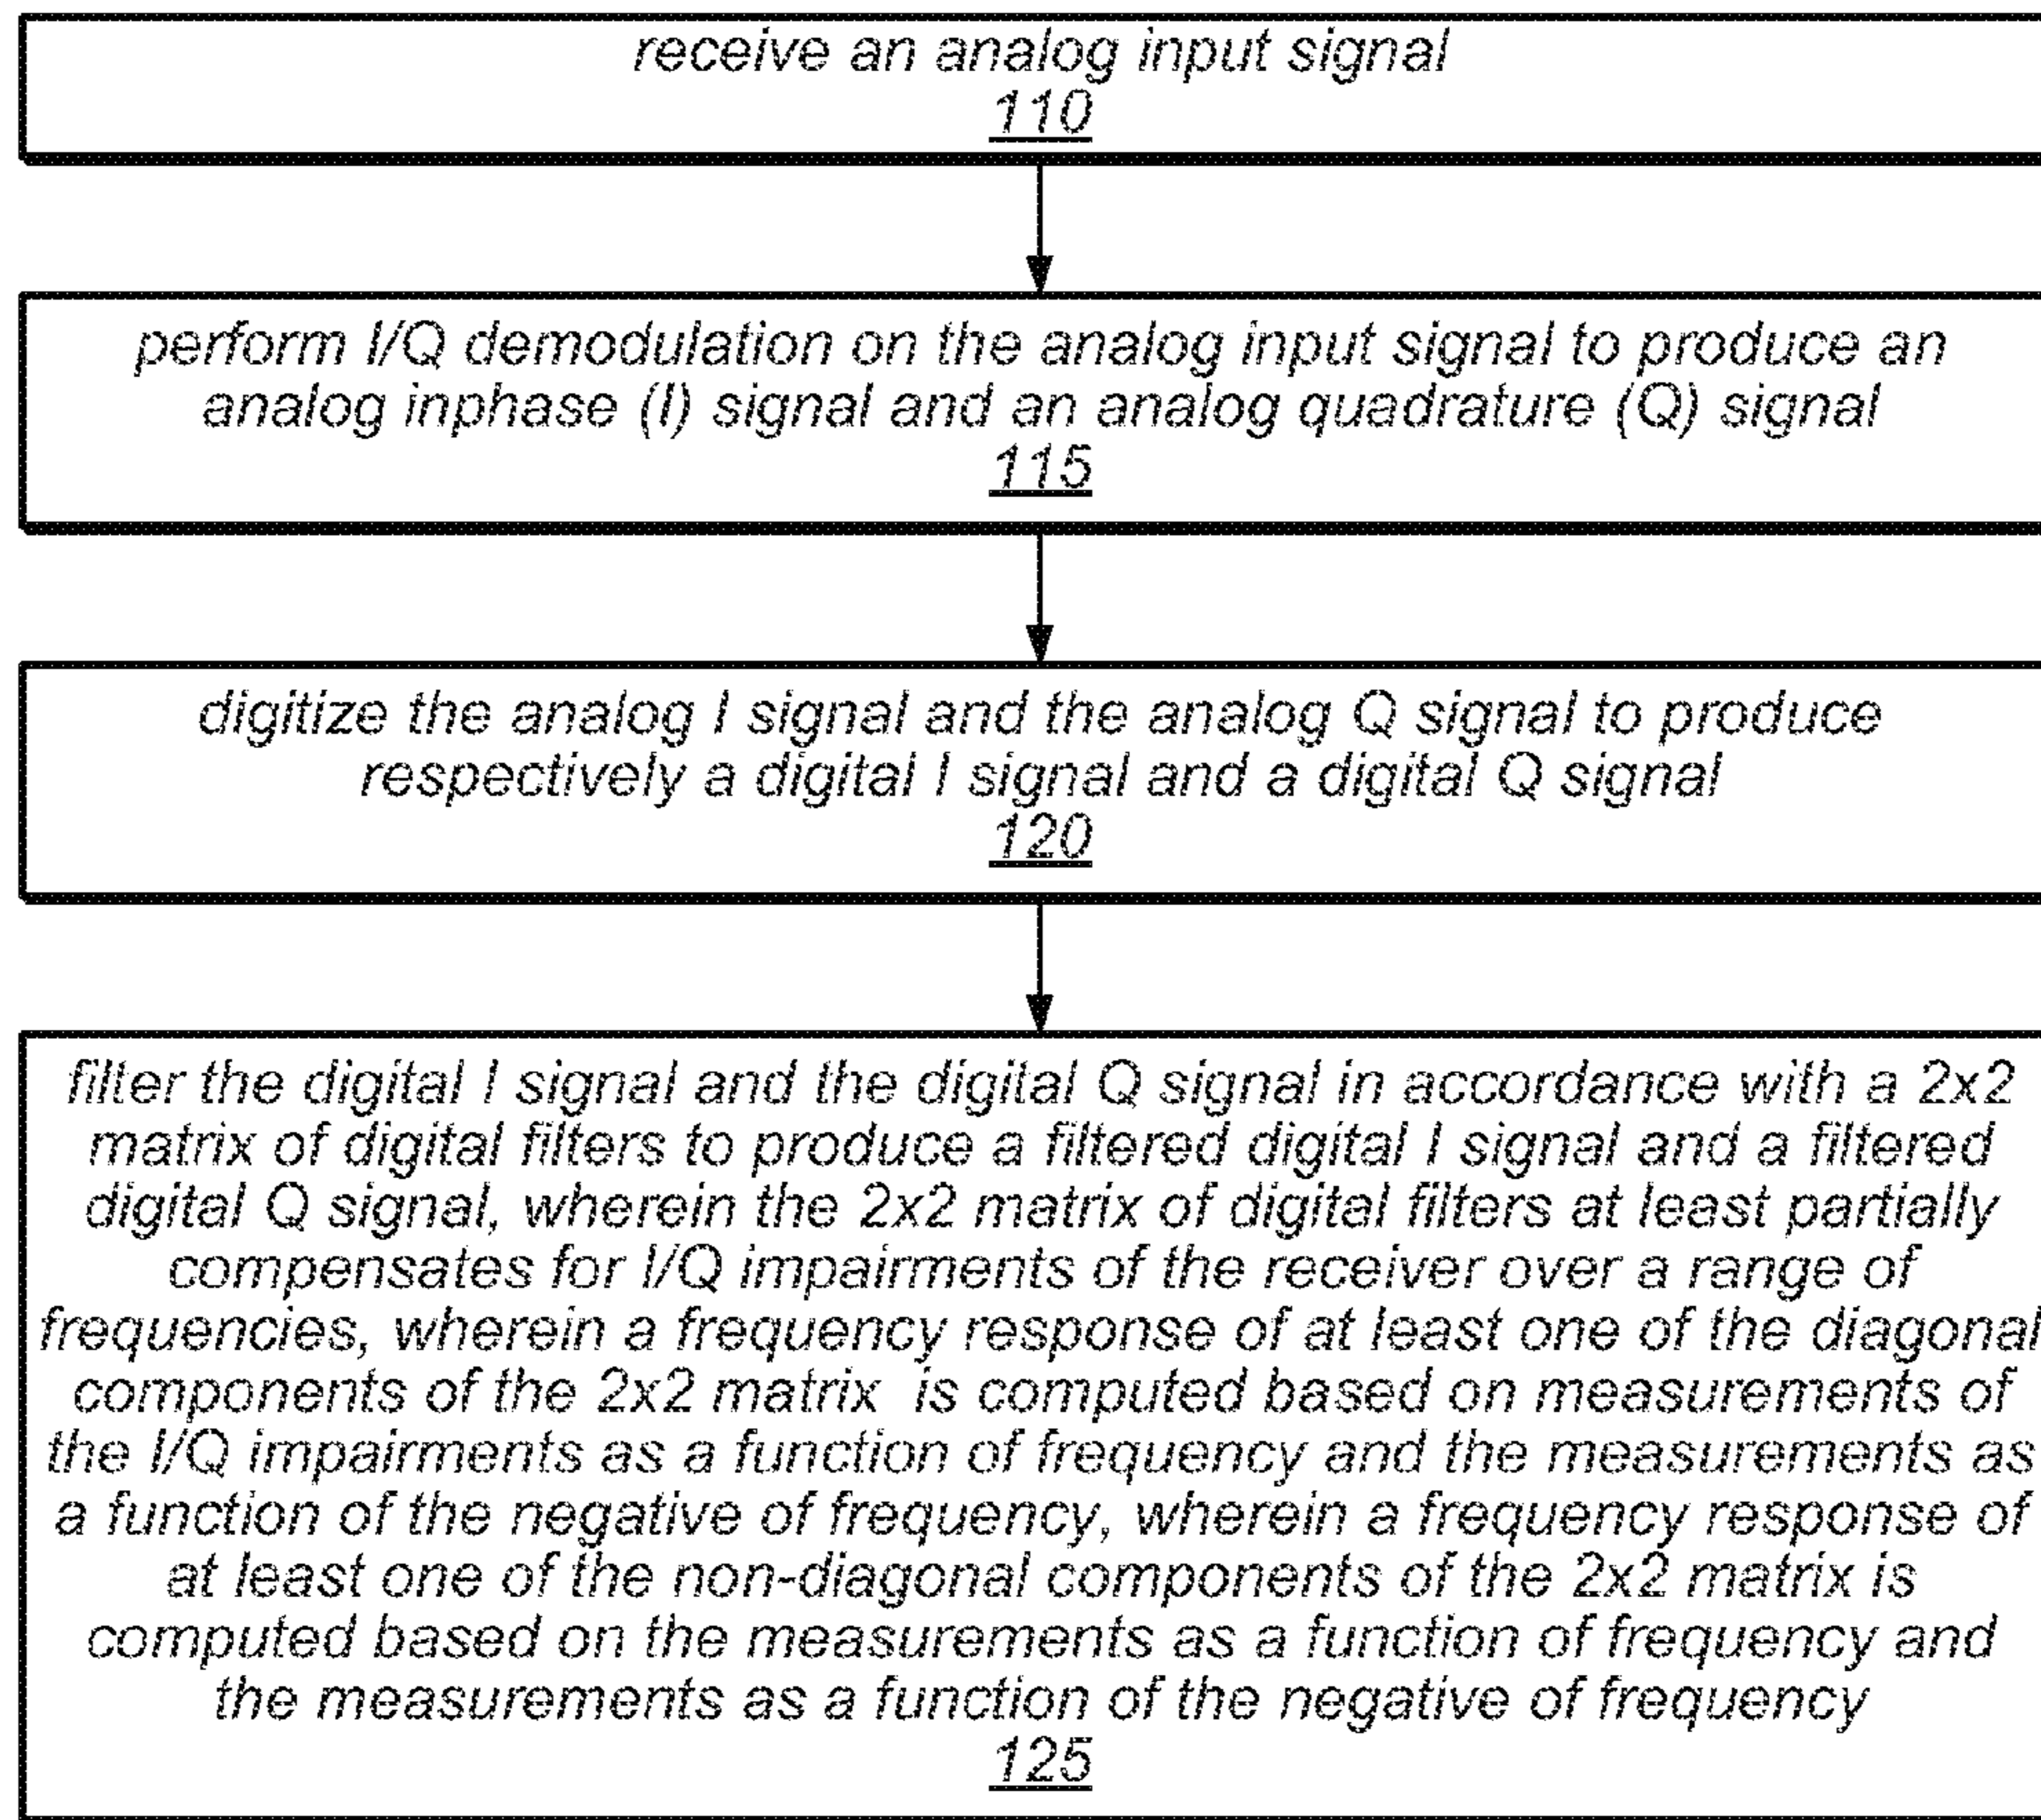 receive an analog input signal
110
perform I/Q demodulation on the analog input signal to produce an
analog inphase (I) signal and an analog quadrature (Q) signal
115
digitize the analog I signal and the analog Q signal to produce
respectively a digital I signal and a digital Q signal
120
filter the digital I signal and the digital Q signal in accordance with a 2x2
matrix of digital filters to produce a filtered digital I signal and a filtered
digital Q signal, wherein the 2x2 matrix of digital filters at least partially
compensates for I/Q impairments of the receiver over a range of
frequencies, wherein a frequency response of at least one of the diagonal
components of the 2x2 matrix is computed based on measurements of
the I/Q impairments as a function of frequency and the measurements as
a function of the negative of frequency, wherein a frequency response of
at least one of the non-diagonal components of the 2x2 matrix is
computed based on the measurements as a function of frequency and
the measurements as a function of the negative of frequency
125